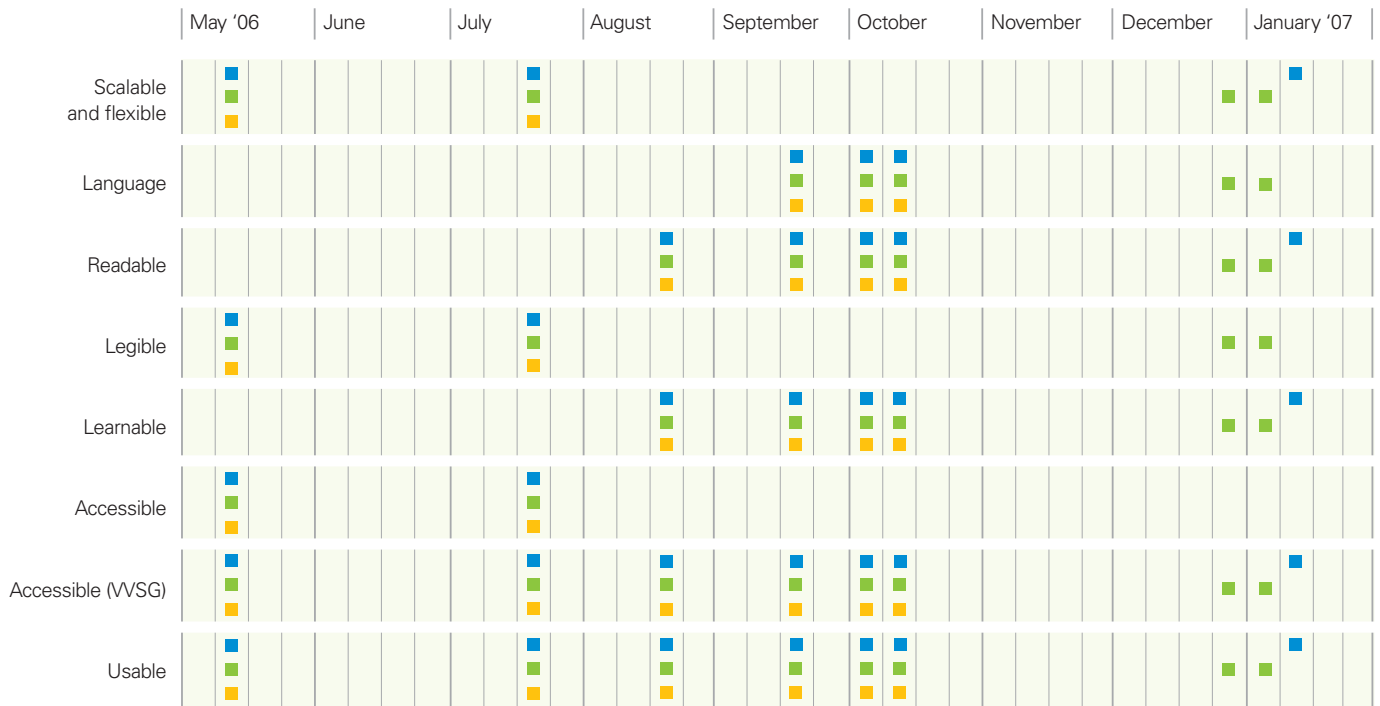 May ‘06 June July August September October November December January ‘07
Scalable
and flexible
Language
Readable
Legible
Learnable
Accessible
Accessible (VVSG)
Usable